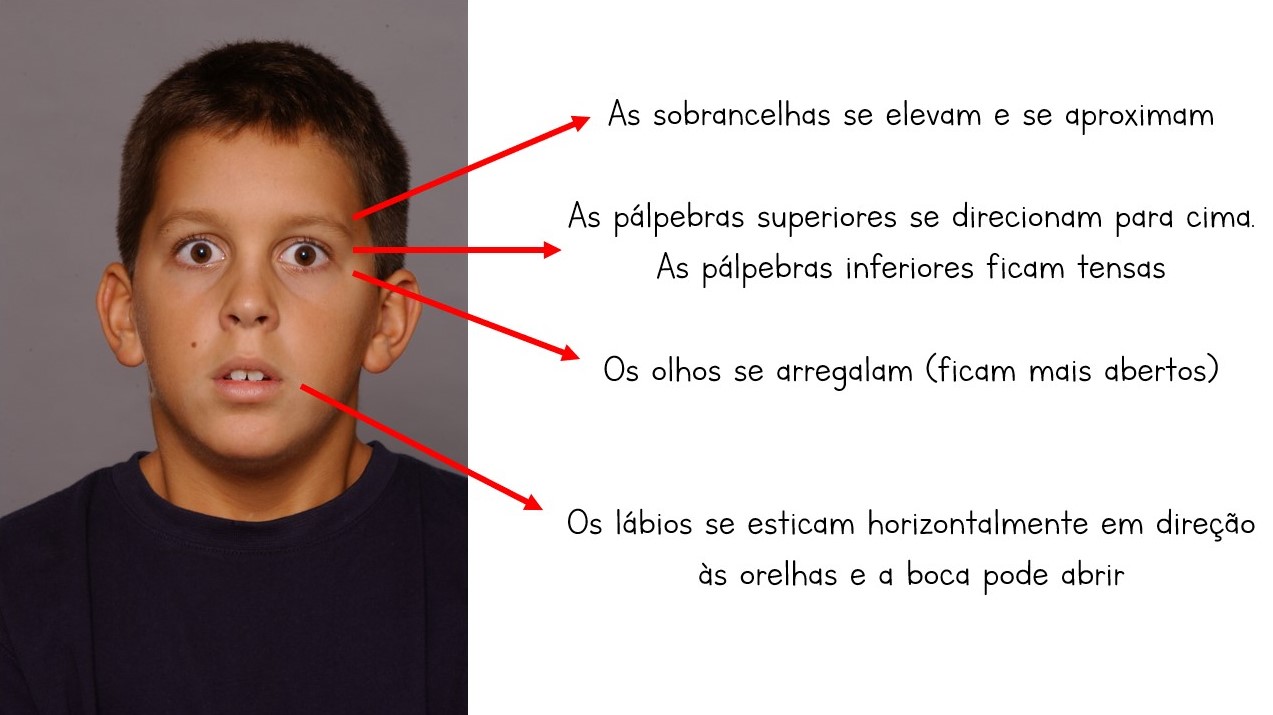 As sobrancelhas se elevam e se aproximam
As pálpebras superiores se direcionam para cima.
As pálpebras inferiores ficam tensas
Os olhos se arregalam (ficam mais abertos)
Os lábios se esticam horizontalmente em direção
às orelhas e a boca pode abrir